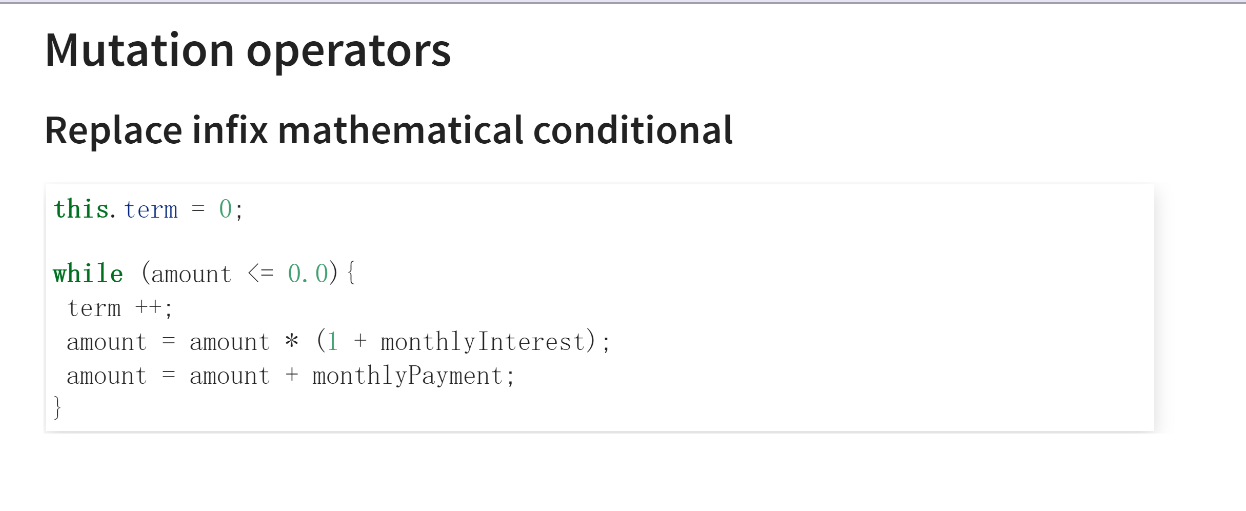 Mutation operators
Replace infix mathematical conditional
this.term = 0;
while (amount <= 0.0){
term ++;
amount = amount * (1 + monthlyInterest);
amount = amount + monthlyPayment;
}